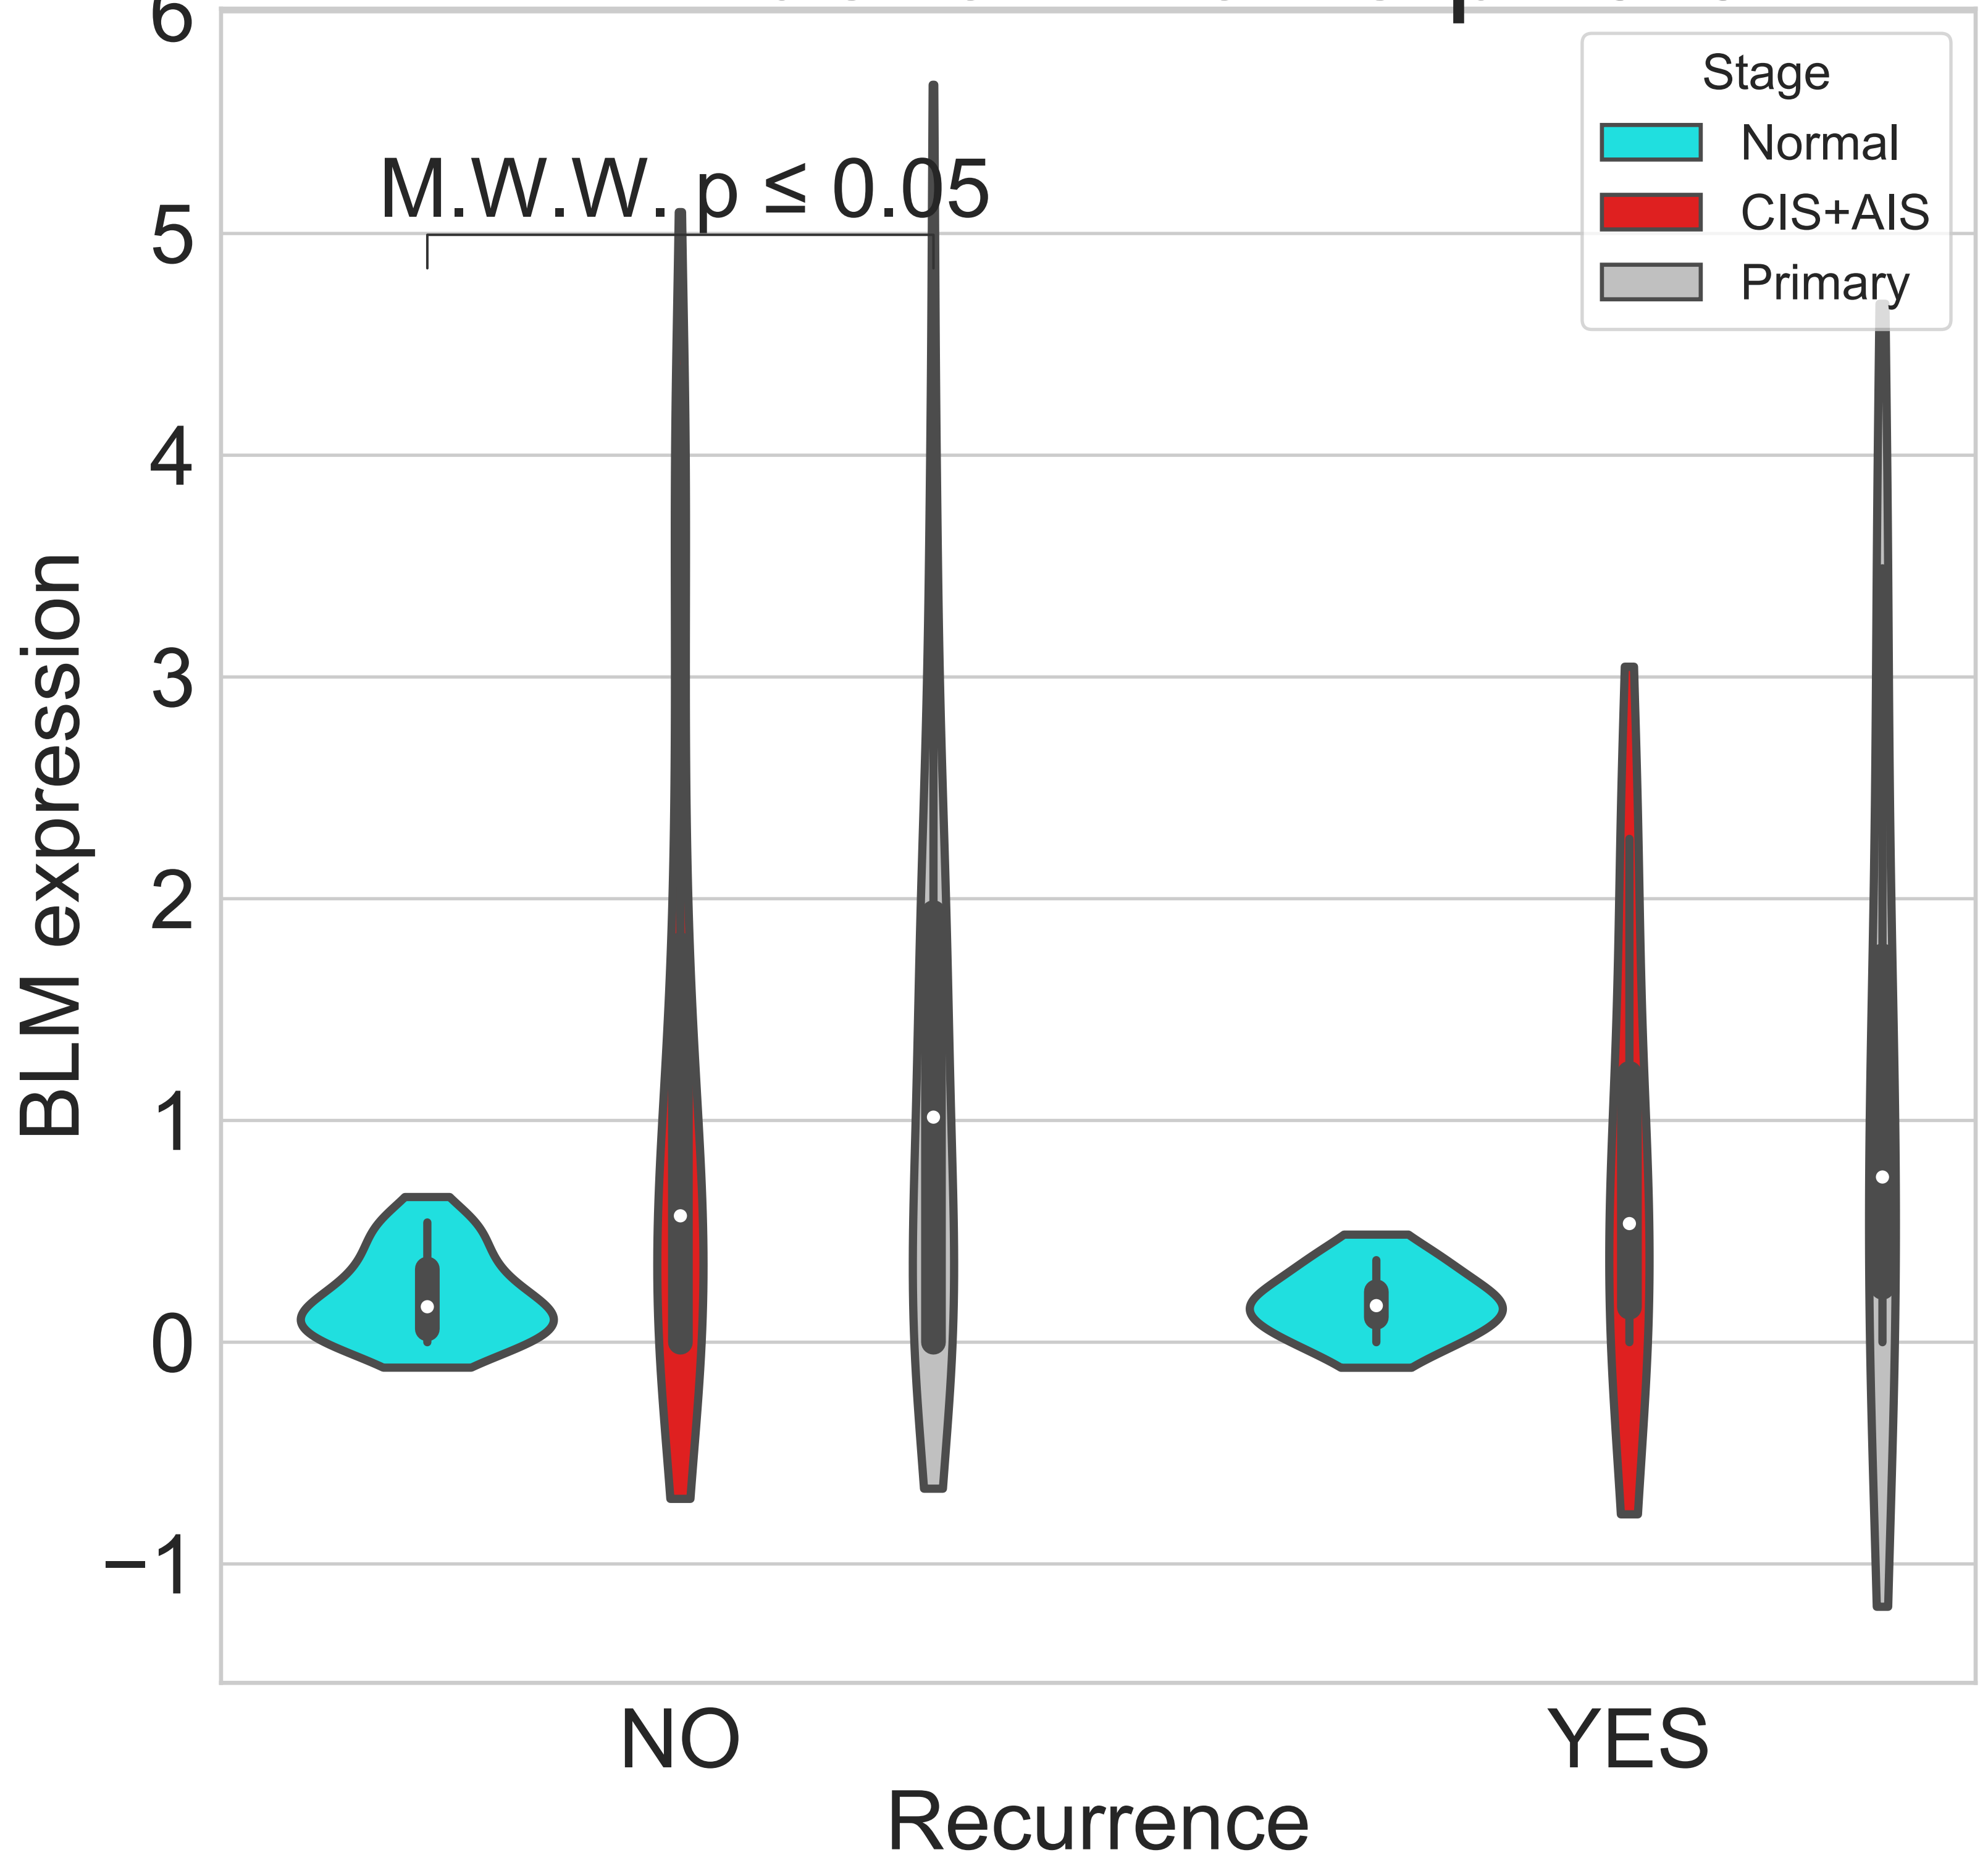 6
Stage
Normal
M.W.W. p ≤ 0.05
CIS+AIS
5
Primary
4
3
BLM expression
2
1
0
−1
NO
YES
Recurrence